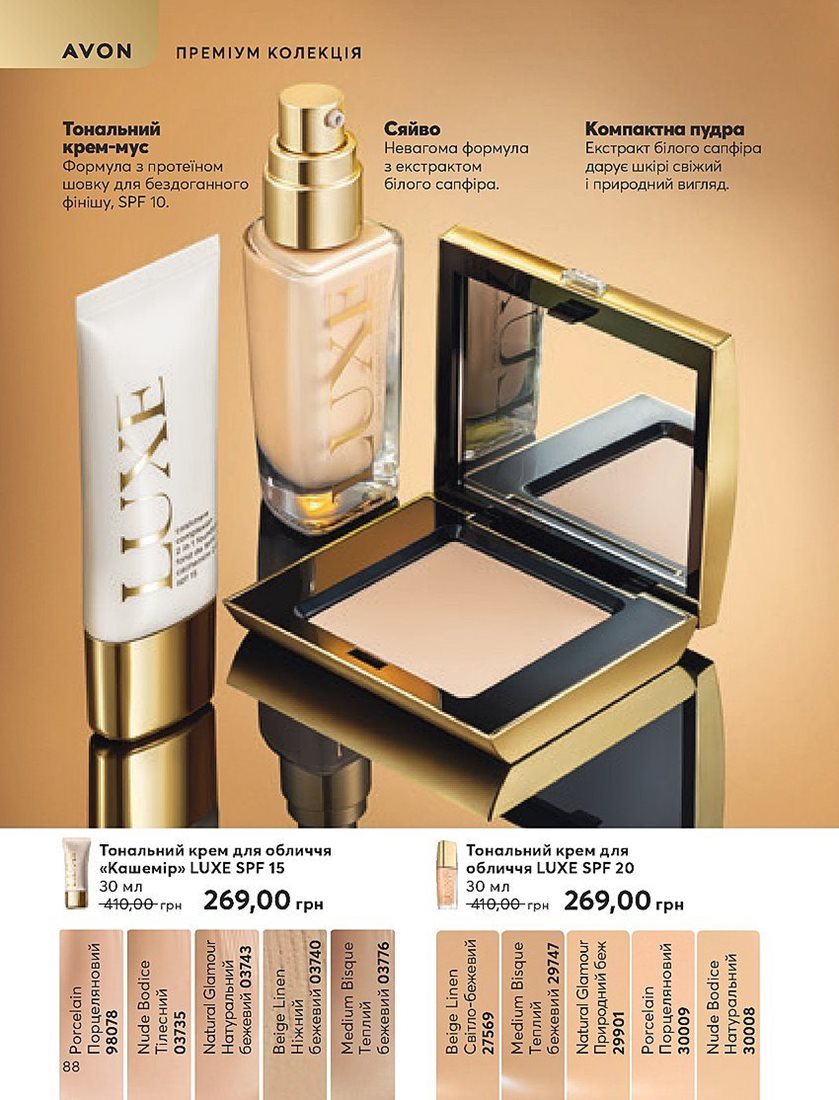 AVON
ПРЕМІУМ КОЛЕКЦІЯ
Тональний
крем-мус
Формула з протеїном
шовку для бездоганного
фінішу, SPF 10.
Сяйво
Невагома формула
з екстрактом
білого сапфіра.
Компактна пудра
Екстракт білого сапфіра
дарує шкірі свіжий
і природний вигляд.
LUXE
2 in 1
spf 15
LUXE
Тональний крем для обличчя
«Кашемір» LUXE SPF 15
30 мл
410,00 грн 269,00 грн
Porcelain
Порцеляновий
98078
Nude Bodice
Тілесний
03735
Natural Glamour
Натуральний
бежевий 03743
Beige Linen
Ніжний
бежевий 03740
Medium Bisque
Теплий
бежевий 03776
Тональний крем для
обличчя LUXE SPF 20
30 мл
410,00 грн 269,00 грн
Beige Linen
Світло-бежевий
27569
Medium Bisque
Теплий
бежевий 29747
Natural Glamour
Природний беж
29901
Porcelain
Порцеляновий
30009
Nude Bodice
Натуральний
30008
88